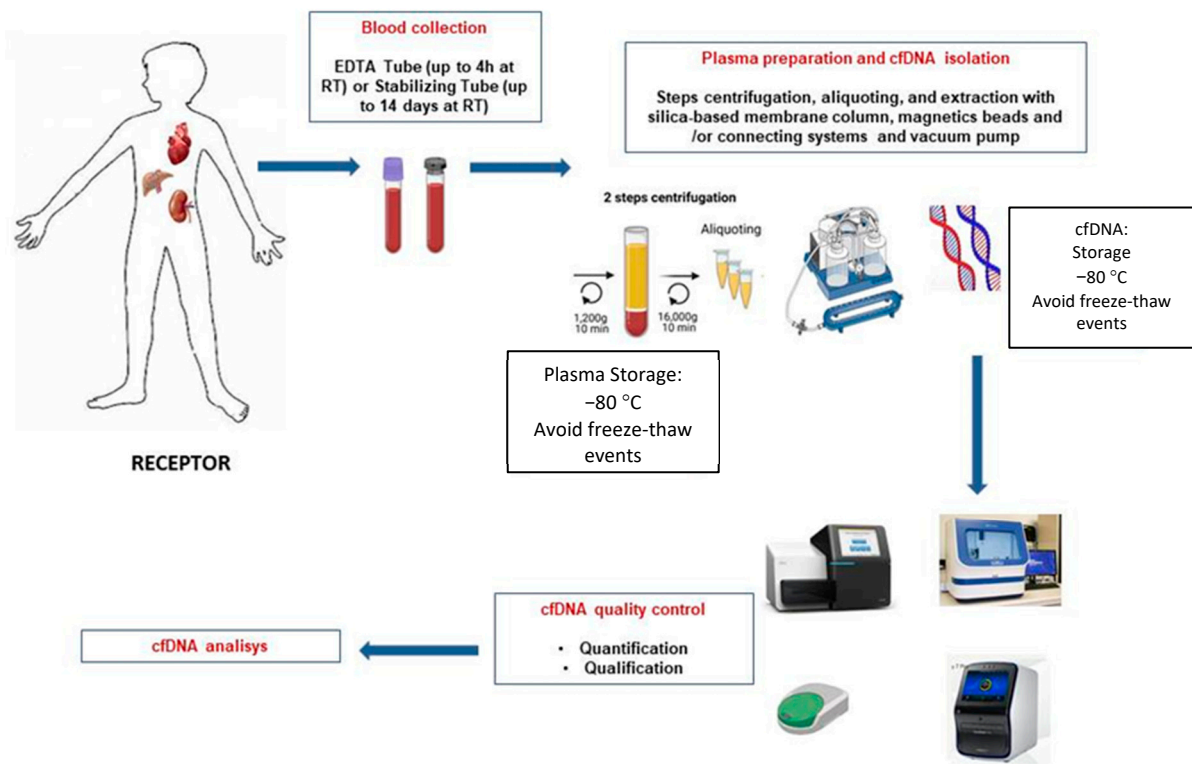 Blood collection
EDTA Tube (up to 4h at
RT) or Stabilizing Tube (up
to 14 days at RT)
Plasma preparation and cfDNA isolation
Steps centrifugation, aliquoting, and extraction with
silica-based membrane column, magnetics beads and
/or connecting systems and vacuum pump
2 steps centrifugation
Aliquoting
1,200g
10 min
16,000g
10 min
cfDNA:
Storage
−80 °C
Avoid freeze-thaw
events
Plasma Storage:
−80 °C
Avoid freeze-thaw
events
RECEPTOR
cfDNA quality control
• Quantification
• Qualification
cfDNA analisys